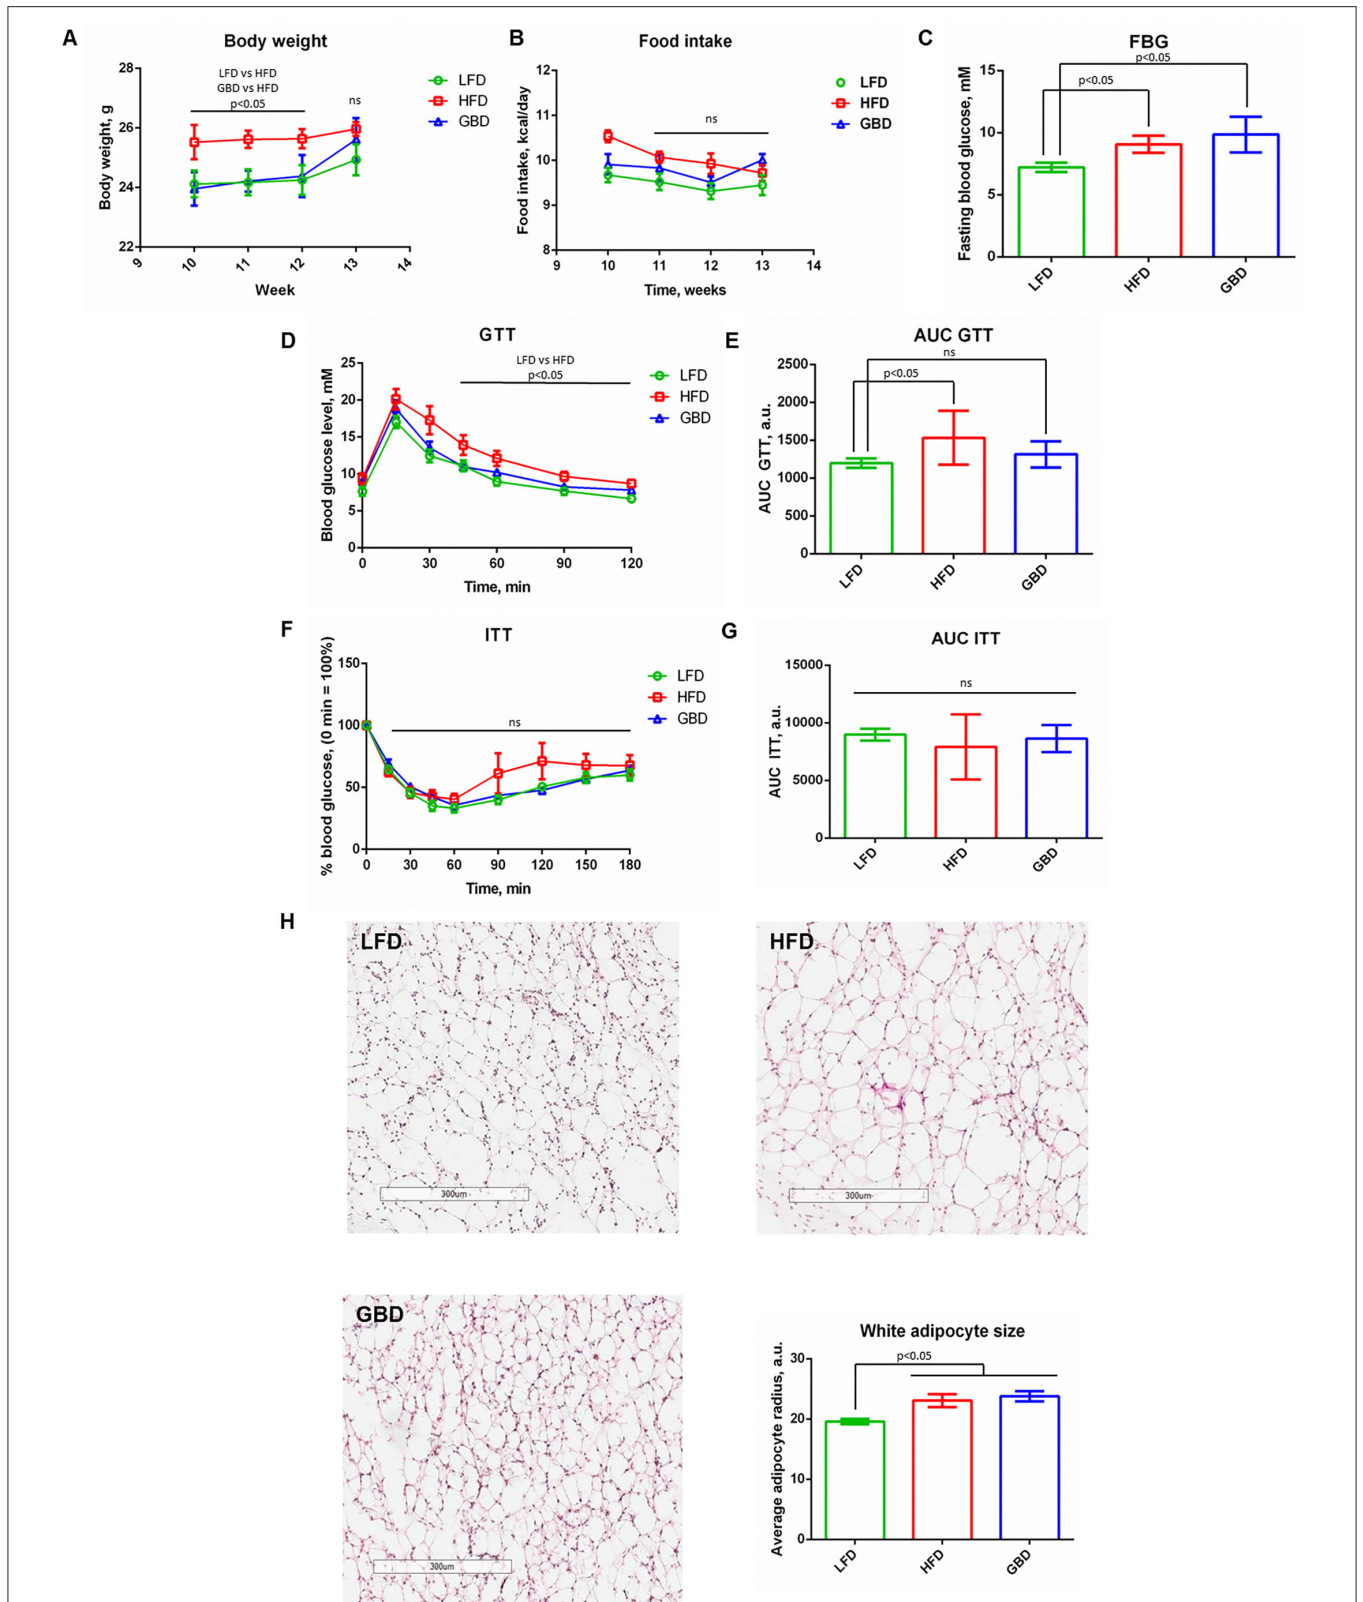 A
Body weight
28
26
24
22
9
10
11
12
13
14
Body weight, g
Week
LFD vs HFD
GBD vs HFD
p<0.05
ns
LFD
HFD
GBD
B
Food intake
12
11
10
9
8
9
10
11
12
13
14
Food intake, kcal/day
Time, weeks
ns
LFD
HFD
GBD
C
FBG
p<0.05
p<0.05
15
10
5
0
Fasting blood glucose, mM
LFD
HFD
GBD
D
GTT
25
20
15
10
5
0
0
30
60
90
120
Blood glucose level, mM
Time, min
LFD vs HFD
p<0.05
LFD
HFD
GBD
E
AUC GTT
ns
p<0.05
2500
2000
1500
1000
500
0
AUC GTT, a.u.
LFD
HFD
GBD
F
ITT
150
100
50
0
0
30
60
90
120
150
180
% blood glucose, (0 min = 100%)
Time, min
ns
LFD
HFD
GBD
G
AUC ITT
ns
15000
10000
5000
0
AUC ITT, a.u.
LFD
HFD
GBD
H
LFD
300um
HFD
300um
GBD
300um
White adipocyte size
p<0.05
30
20
10
0
Average adipocyte radius, a.u.
LFD
HFD
GBD